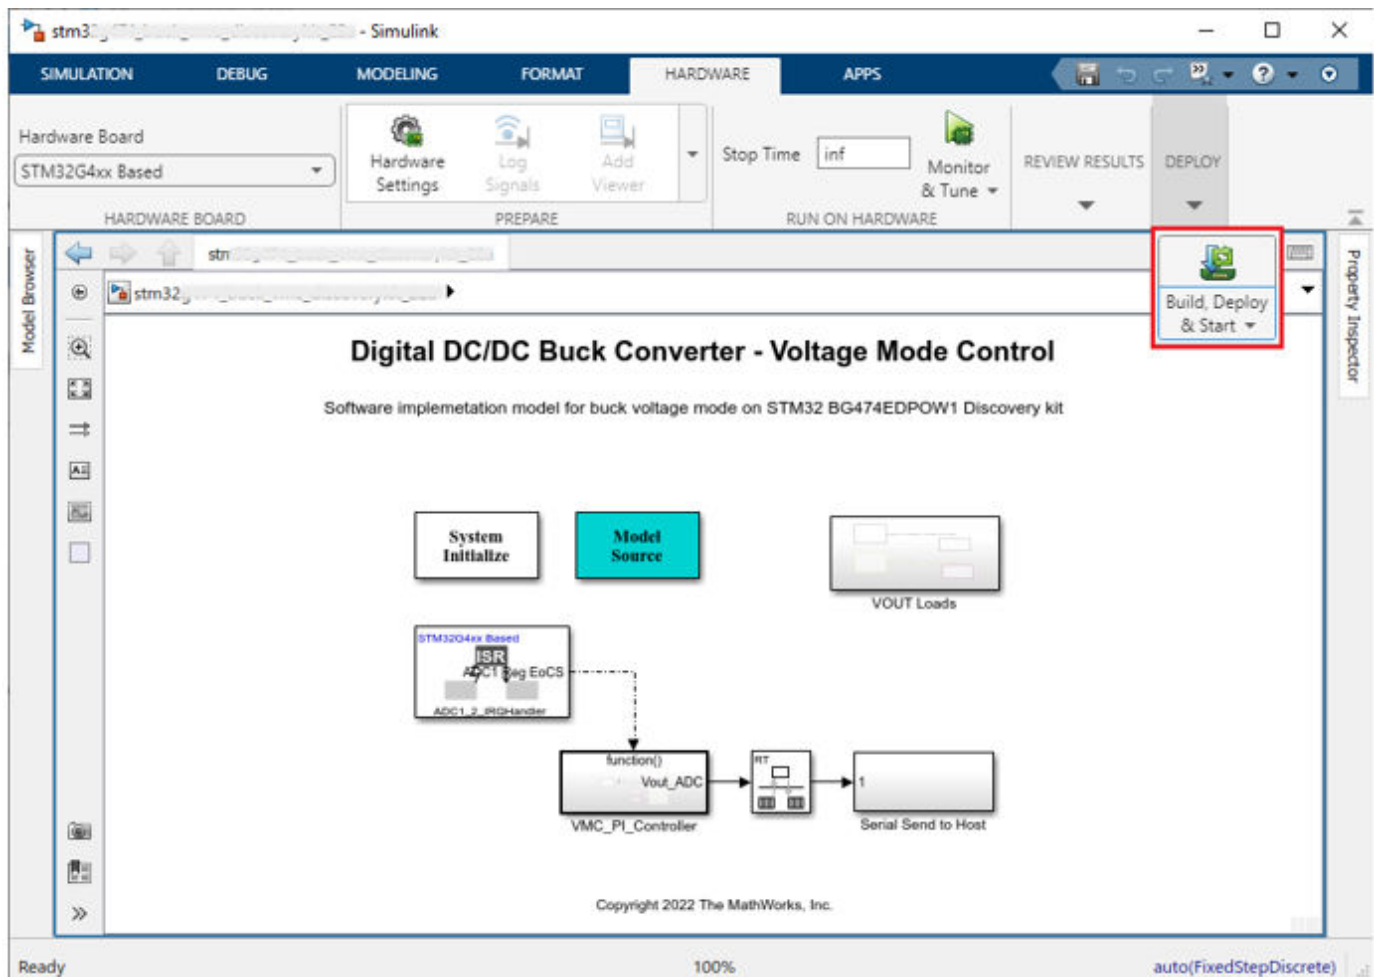 stm3 - Simulink
SIMULATION DEBUG MODELING FORMAT HARDWARE APPS
Hardware Board
STM32G4xx Based
HARDWARE BOARD
Hardware
Settings
Log
Signals
Add
Viewer
PREPARE
Stop Time inf
Monitor
& Tune
RUN ON HARDWARE
REVIEW RESULTS
DEPLOY
Build, Deploy
& Start
Model Browser
Property Inspector
stm32
Digital DC/DC Buck Converter - Voltage Mode Control
Software implemetation model for buck voltage mode on STM32 BG474EDPOW1 Discovery kit
System
Initialize
Model
Source
VOUT Loads
STM32G4xx Based
ISR
ADC1 Reg EoCS
ADC1_2_IRQHandler
function()
Vout_ADC
VMC_PI_Controller
RT
1
Serial Send to Host
Copyright 2022 The MathWorks, Inc.
Ready 100% auto(FixedStepDiscrete)